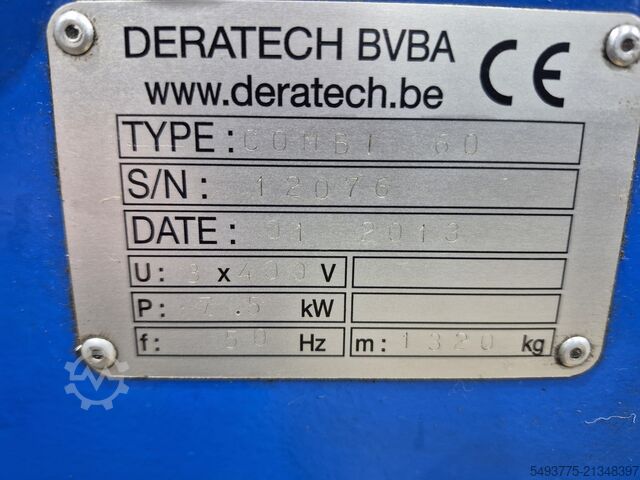 DERATECH BVBA CE
www.deratech.be
TYPE: COMBI 60
S/N: 12076
DATE: 01 2013
U: 3 x 400 V
P: 7.5 kW
f: 50 Hz m: 1320 kg
5493775-21348397